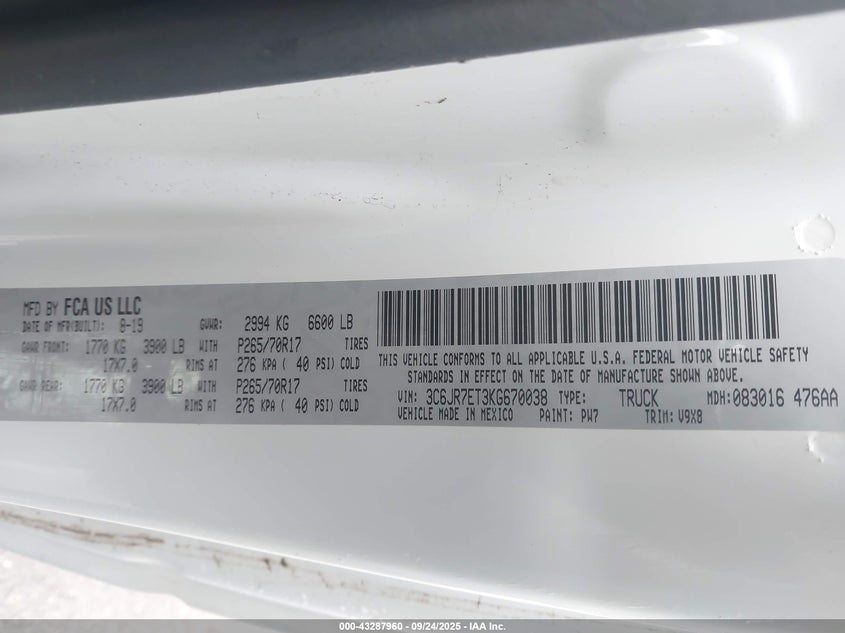 MFD BY FCA US LLC
DATE OF MFR(BUILT): 8-19 GVWR: 2994 KG 6600 LB
GAWR FRONT: 1770 KG 3900 LB WITH P265/70R17 TIRES
17X7.0 RIMS AT 276 KPA ( 40 PSI) COLD
GAWR REAR: 1770 KG 3900 LB WITH P265/70R17 TIRES
17X7.0 RIMS AT 276 KPA ( 40 PSI) COLD
THIS VEHICLE CONFORMS TO ALL APPLICABLE U.S.A. FEDERAL MOTOR VEHICLE SAFETY
STANDARDS IN EFFECT ON THE DATE OF MANUFACTURE SHOWN ABOVE.
VIN: 3C6JR7ET3KG670038 TYPE: TRUCK MDH: 083016 476AA
VEHICLE MADE IN MEXICO PAINT: PW7 TRIM: V9X8
000-43287960 - 09/24/2025 - IAA Inc.